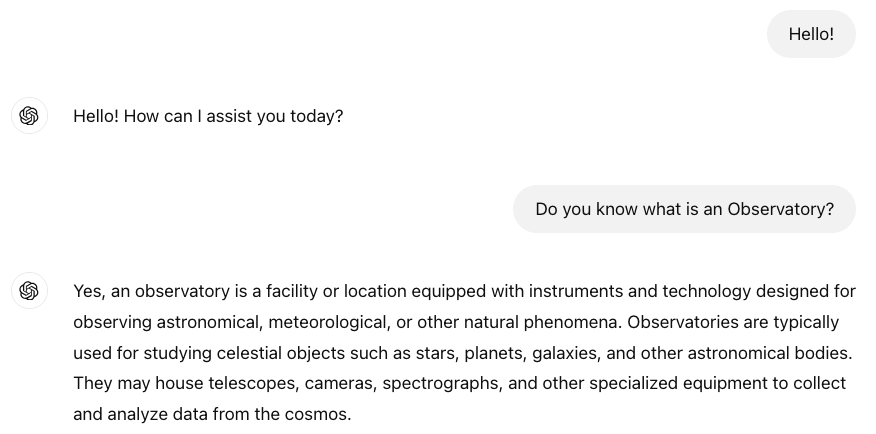 Hello!
Hello! How can I assist you today?
Do you know what is an Observatory?
Yes, an observatory is a facility or location equipped with instruments and technology designed for
observing astronomical, meteorological, or other natural phenomena. Observatories are typically
used for studying celestial objects such as stars, planets, galaxies, and other astronomical bodies.
They may house telescopes, cameras, spectrographs, and other specialized equipment to collect
and analyze data from the cosmos.